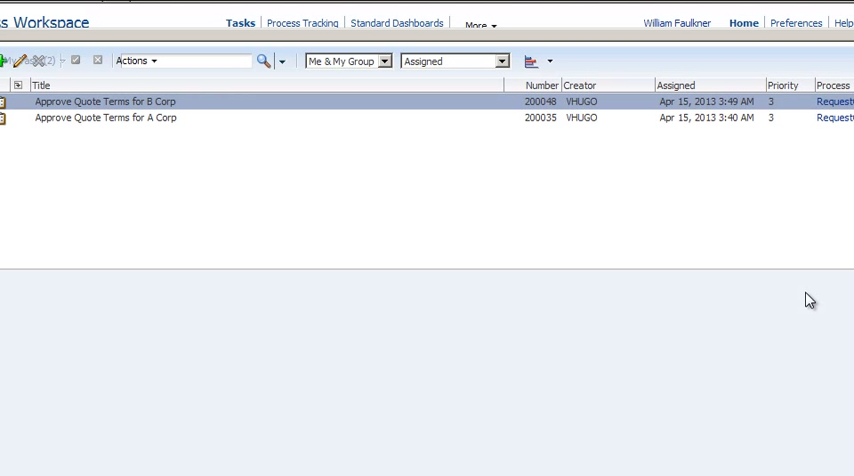 ss Workspace Tasks Process Tracking Standard Dashboards More William Faulkner Home Preferences Help
(2) Actions Me & My Group Assigned
Title Number Creator Assigned Priority Process
Approve Quote Terms for B Corp 200048 VHUGO Apr 15, 2013 3:49 AM 3 Request
Approve Quote Terms for A Corp 200035 VHUGO Apr 15, 2013 3:40 AM 3 Request